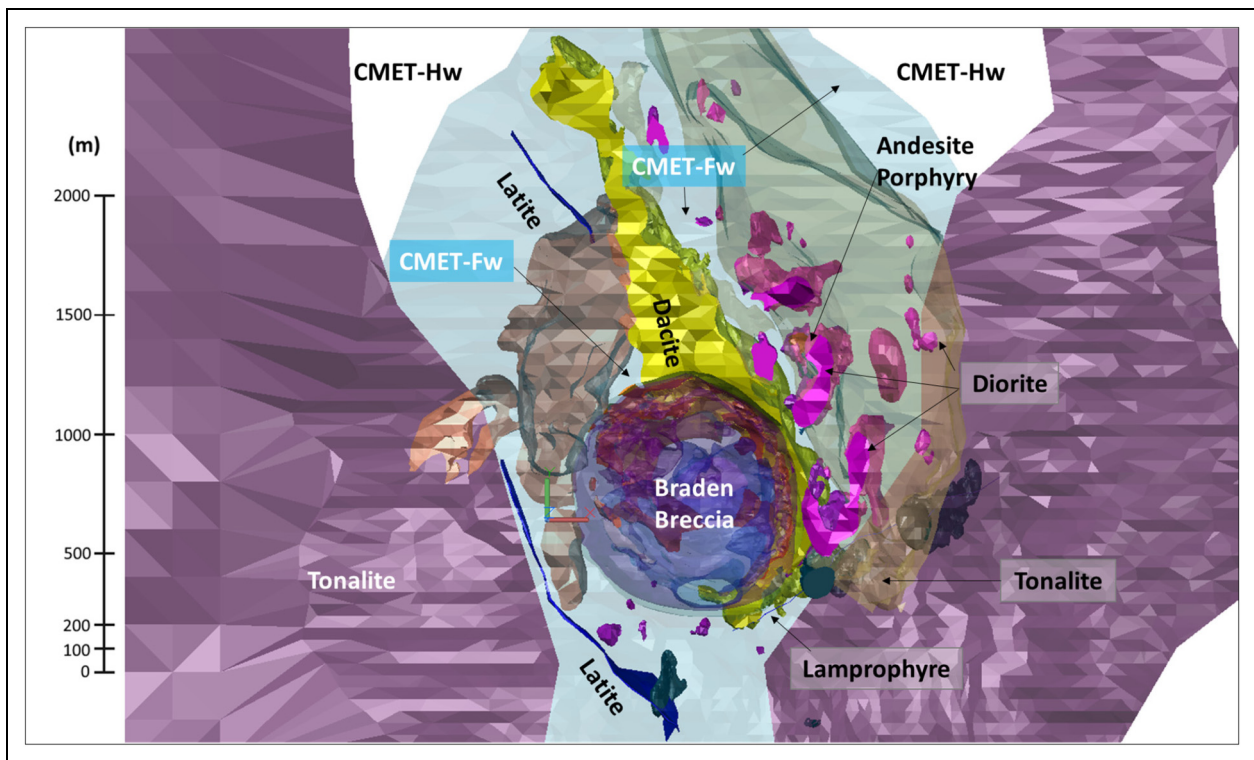 CMET-Hw
CMET-Hw
(m)
Andesite
Porphyry
CMET-Fw
Latite
2000
CMET-Fw
Dacite
1500
Diorite
1000
Braden
Breccia
500
Tonalite
Tonalite
200
100
0
Lamprophyre
Latite